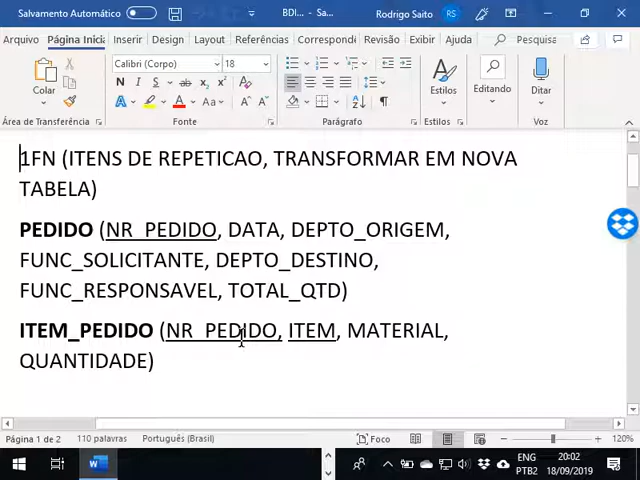 Salvamento Automático
BDI... - Sa...
Rodrigo Saito
RS
Arquivo
Página Inicial
Inserir
Design
Layout
Referências
Correspond
Revisão
Exibir
Ajuda
Pesquisa
Calibri (Corpo)
18
Colar
Estilos
Editando
Ditar
Área de Transferência
Fonte
Parágrafo
Estilos
Voz
1FN (ITENS DE REPETICAO, TRANSFORMAR EM NOVA
TABELA)
PEDIDO (NR_PEDIDO, DATA, DEPTO_ORIGEM,
FUNC_SOLICITANTE, DEPTO_DESTINO,
FUNC_RESPONSAVEL, TOTAL_QTD)
ITEM_PEDIDO (NR_PEDIDO, ITEM, MATERIAL,
QUANTIDADE)
Página 1 de 2
110 palavras
Português (Brasil)
Foco
120%
ENG
PTB2
20:02
18/09/2019